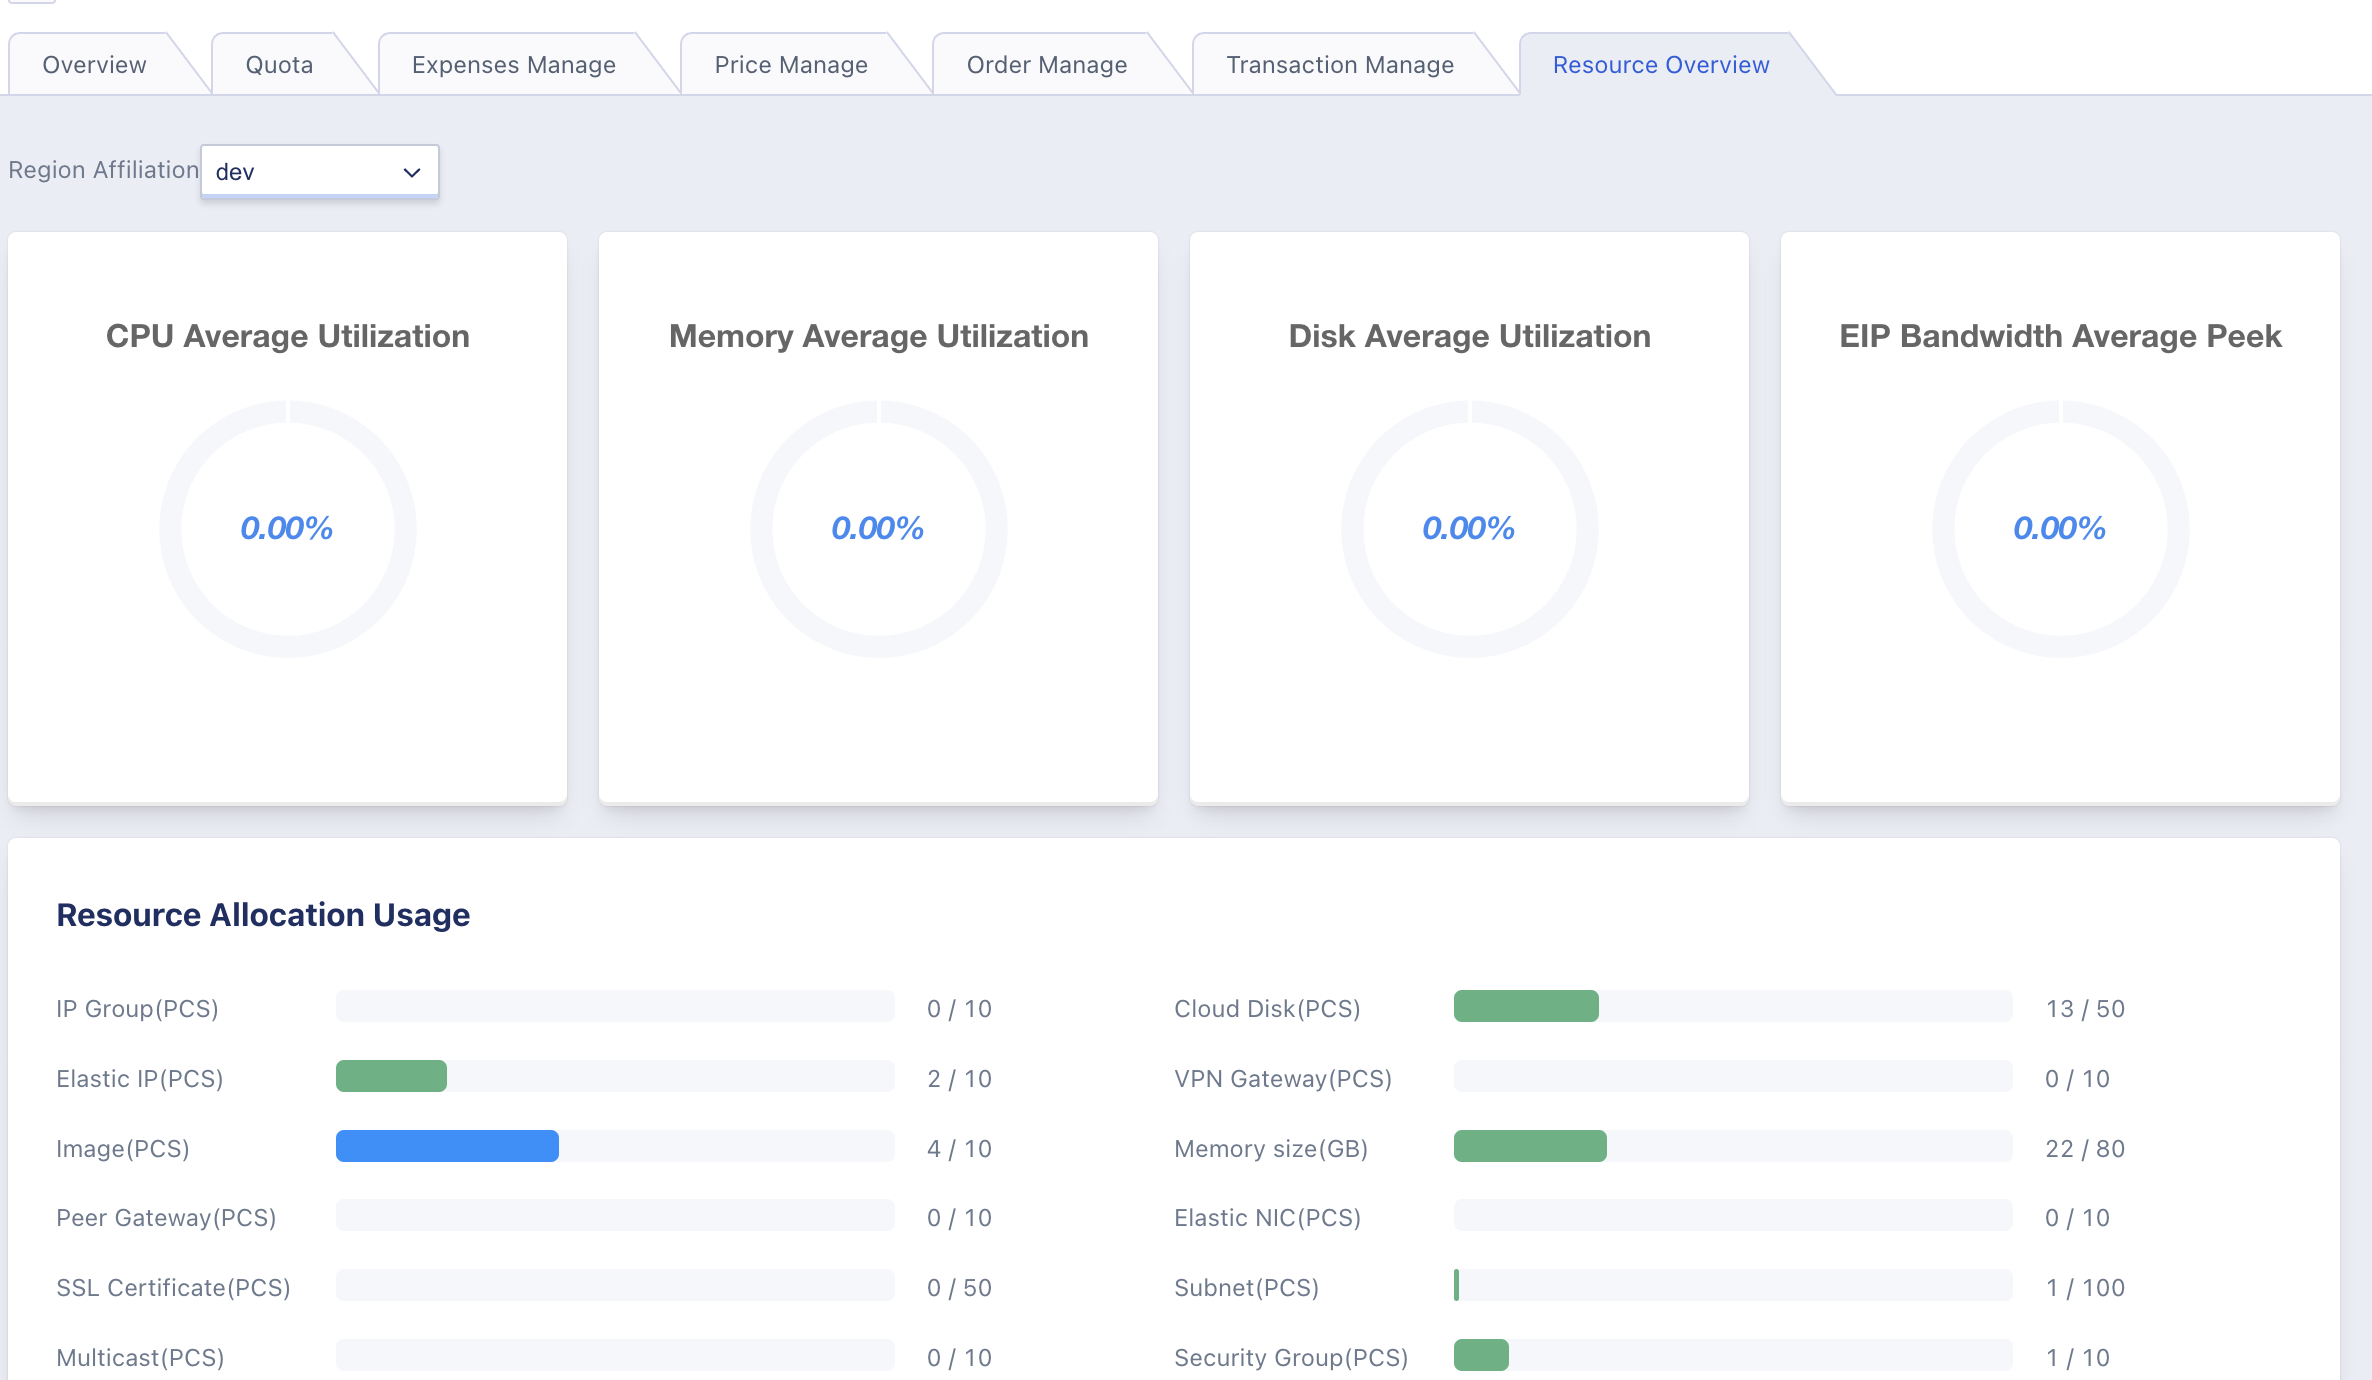 Overview Quota Expenses Manage Price Manage Order Manage Transaction Manage Resource Overview
Region Affiliation dev
CPU Average Utilization
0.00%
Memory Average Utilization
0.00%
Disk Average Utilization
0.00%
EIP Bandwidth Average Peek
0.00%
Resource Allocation Usage
IP Group(PCS) 0 / 10
Cloud Disk(PCS) 13 / 50
Elastic IP(PCS) 2 / 10
VPN Gateway(PCS) 0 / 10
Image(PCS) 4 / 10
Memory size(GB) 22 / 80
Peer Gateway(PCS) 0 / 10
Elastic NIC(PCS) 0 / 10
SSL Certificate(PCS) 0 / 50
Subnet(PCS) 1 / 100
Multicast(PCS) 0 / 10
Security Group(PCS) 1 / 10